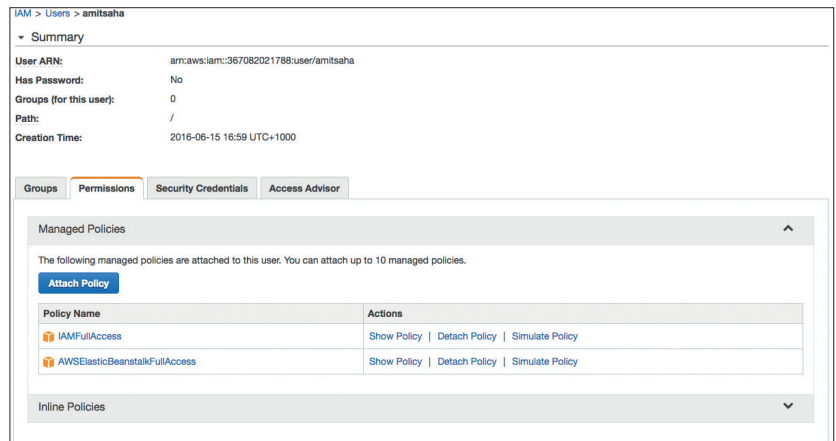 IAM > Users > amitsaha
Summary
User ARN: arn:aws:iam::367082021788:user/amitsaha
Has Password: No
Groups (for this user): 0
Path: /
Creation Time: 2016-06-15 16:59 UTC+1000
Groups Permissions Security Credentials Access Advisor
Managed Policies
The following managed policies are attached to this user. You can attach up to 10 managed policies.
Attach Policy
Policy Name Actions
IAMFullAccess Show Policy | Detach Policy | Simulate Policy
AWSElasticBeanstalkFullAccess Show Policy | Detach Policy | Simulate Policy
Inline Policies